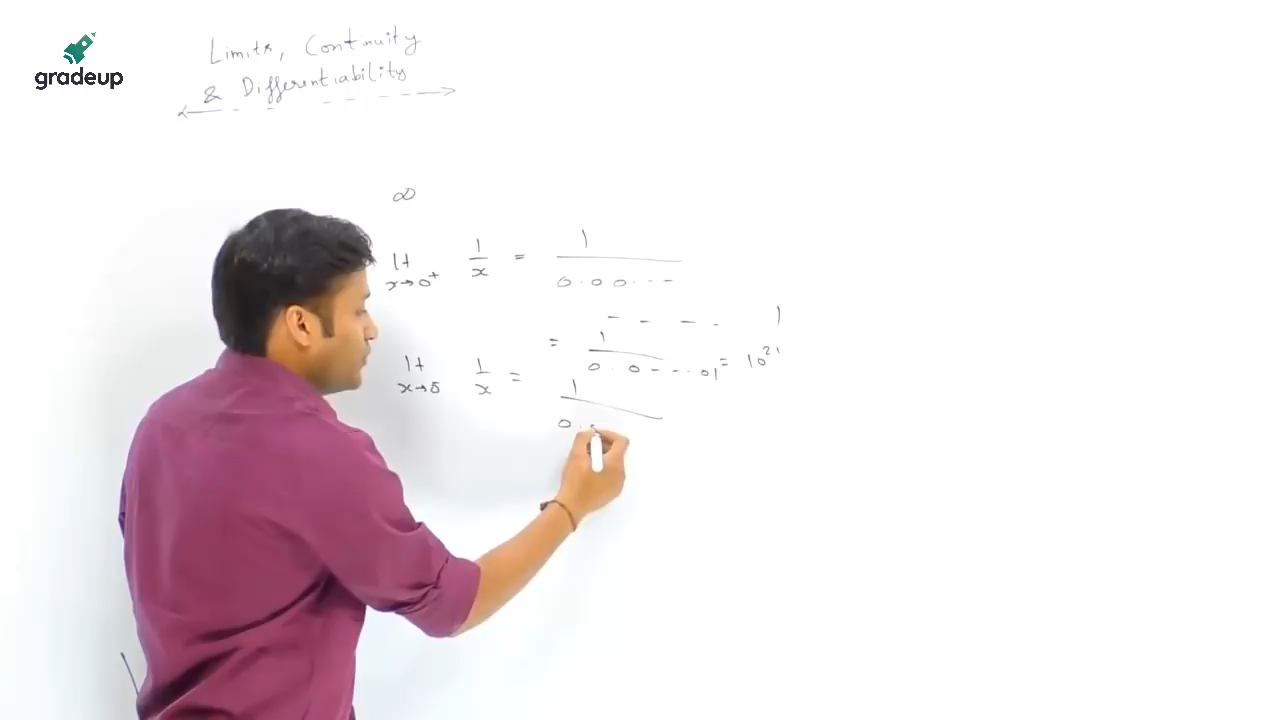 gradeup
Limits, Continuity
& Differentiability
∞
lt x→0⁺ 1/x = 1/0.00...
- - - . 1
= 1/0.0-...01 = 10²¹
lt x→0̄ 1/x = 1/0.